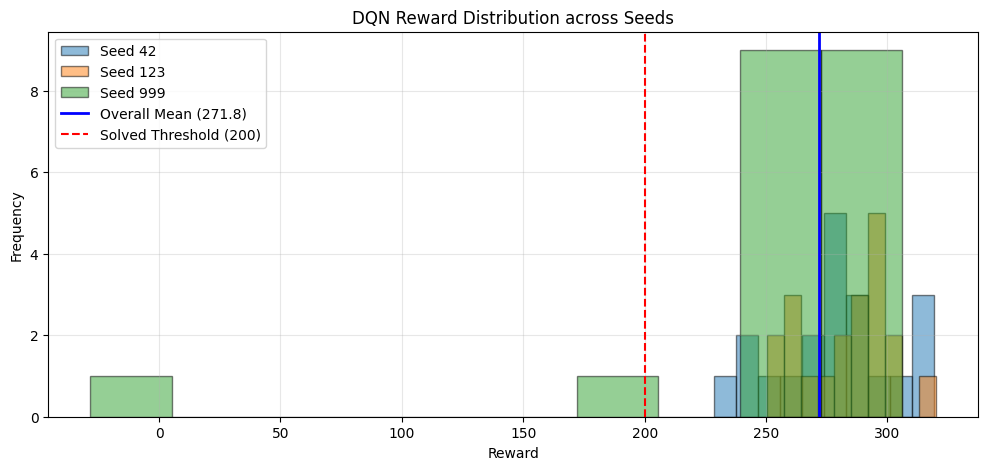 DQN Reward Distribution across Seeds
Seed 42
Seed 123
Seed 999
Overall Mean (271.8)
Solved Threshold (200)
Frequency
8
6
4
2
0
0
50
100
150
200
250
300
Reward